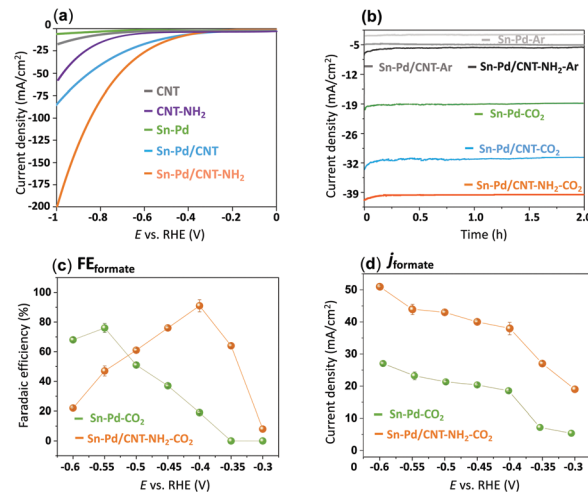 (a)
Current density (mA/cm²)
0
-25
-50
-75
-100
-125
-150
-175
-200
CNT
CNT-NH₂
Sn-Pd
Sn-Pd/CNT
Sn-Pd/CNT-NH₂
-1 -0.8 -0.6 -0.4 -0.2 0
E vs. RHE (V)
(b)
Current density (mA/cm²)
-5
-12
-19
-26
-32
-39
Sn-Pd-Ar
Sn-Pd/CNT-Ar Sn-Pd/CNT-NH₂-Ar
Sn-Pd-CO₂
Sn-Pd/CNT-CO₂
Sn-Pd/CNT-NH₂-CO₂
0 0.5 1.0 1.5 2.0
Time (h)
(c) FEformate
Faradaic efficiency (%)
100
80
60
40
20
0
Sn-Pd-CO₂
Sn-Pd/CNT-NH₂-CO₂
-0.6 -0.55 -0.5 -0.45 -0.4 -0.35 -0.3
E vs. RHE (V)
(d) jformate
Current density (mA/cm²)
50
40
30
20
10
0
Sn-Pd-CO₂
Sn-Pd/CNT-NH₂-CO₂
-0.6 -0.55 -0.5 -0.45 -0.4 -0.35 -0.3
E vs. RHE (V)